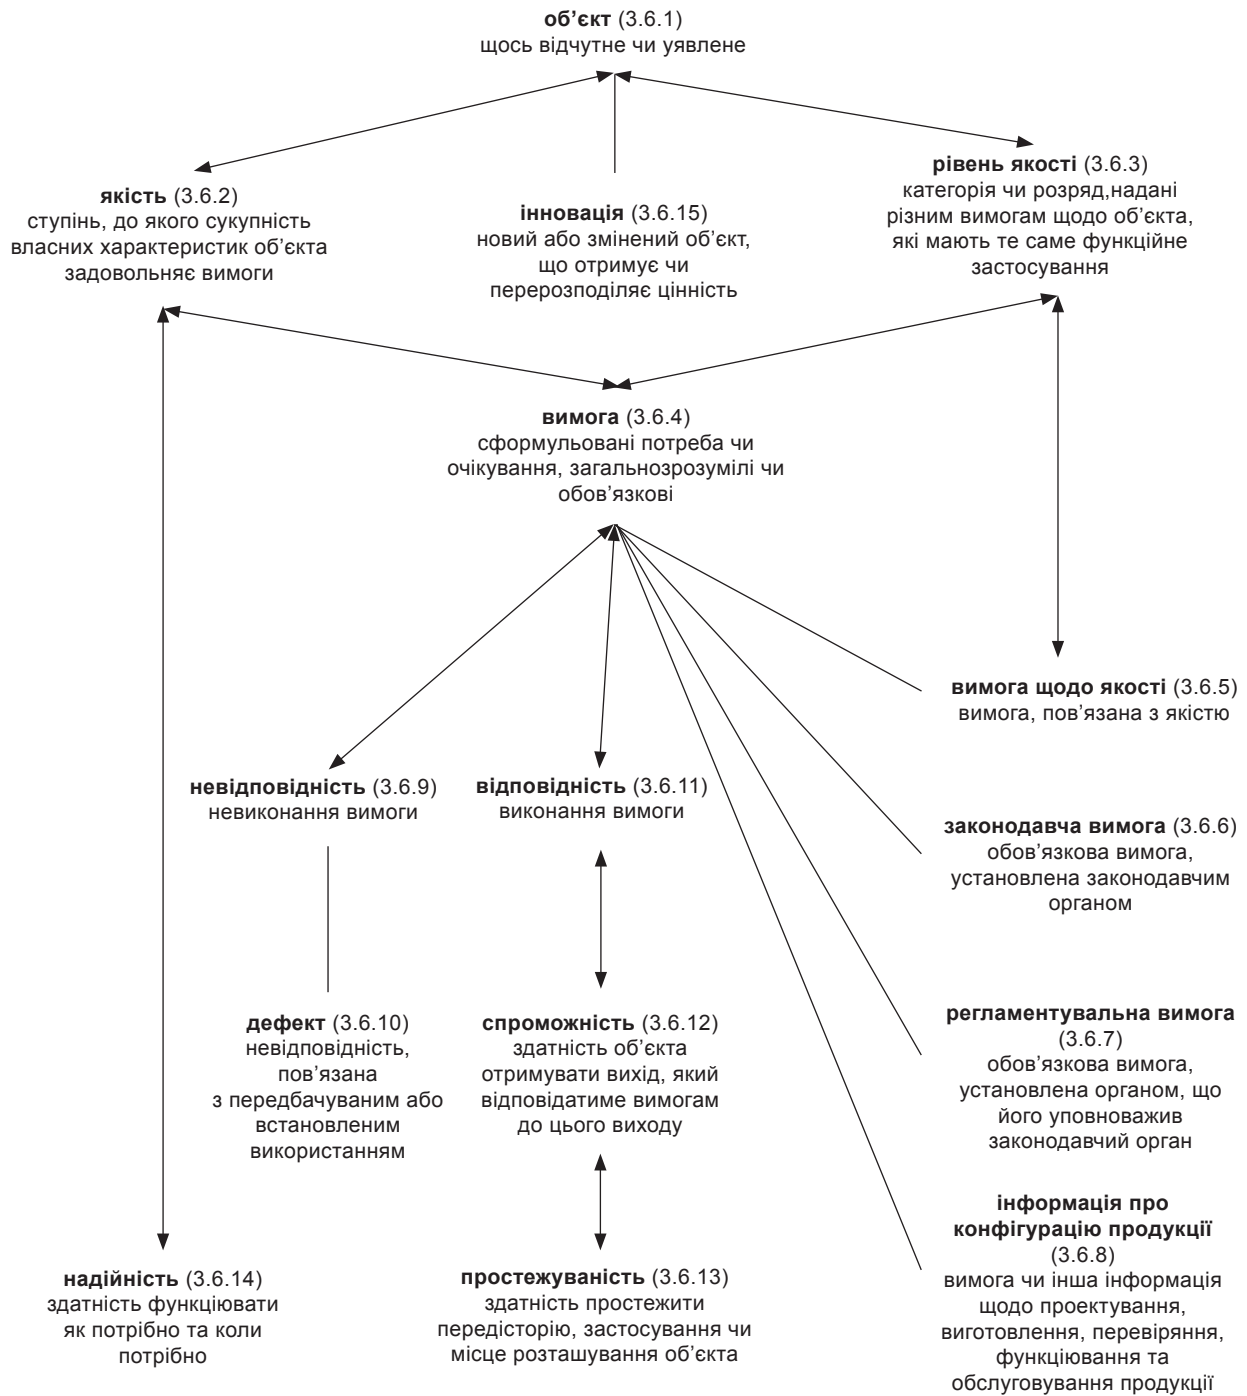 об’єкт (3.6.1)
щось відчутне чи уявлене
якість (3.6.2)
ступінь, до якого сукупність
власних характеристик об’єкта
задовольняє вимоги
інновація (3.6.15)
новий або змінений об’єкт,
що отримує чи
перерозподіляє цінність
рівень якості (3.6.3)
категорія чи розряд,надані
різним вимогам щодо об’єкта,
які мають те саме функційне
застосування
вимога (3.6.4)
сформульовані потреба чи
очікування, загальнозрозумілі чи
обов’язкові
вимога щодо якості (3.6.5)
вимога, пов’язана з якістю
невідповідність (3.6.9)
невиконання вимоги
відповідність (3.6.11)
виконання вимоги
законодавча вимога (3.6.6)
обов’язкова вимога,
установлена законодавчим
органом
дефект (3.6.10)
невідповідність,
пов’язана
з передбачуваним або
встановленим
використанням
спроможність (3.6.12)
здатність об’єкта
отримувати вихід, який
відповідатиме вимогам
до цього виходу
регламентувальна вимога
(3.6.7)
обов’язкова вимога,
установлена органом, що
його уповноважив
законодавчий орган
надійність (3.6.14)
здатність функціювати
як потрібно та коли
потрібно
простежуваність (3.6.13)
здатність простежити
передісторію, застосування чи
місце розташування об’єкта
інформація про
конфігурацію продукції
(3.6.8)
вимога чи інша інформація
щодо проектування,
виготовлення, перевіряння,
функціювання та
обслуговування продукції